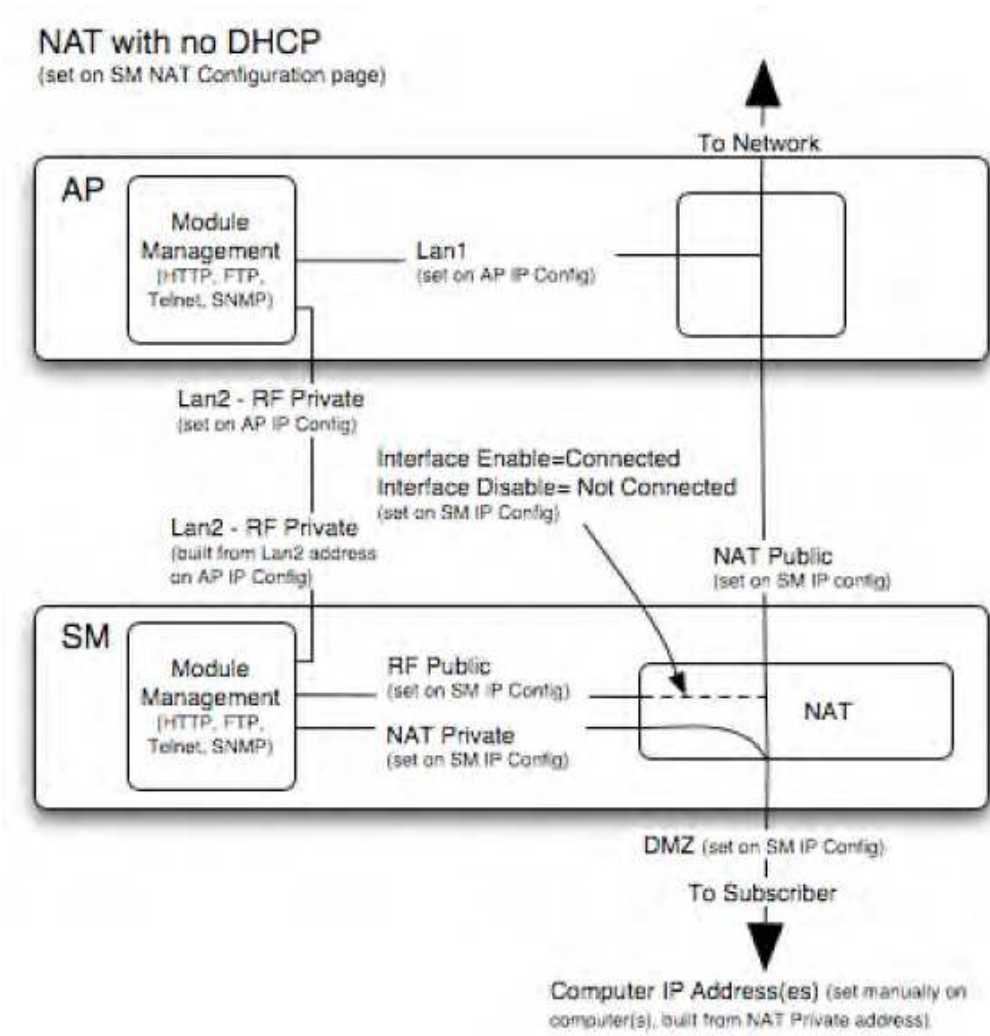 NAT with no DHCP
(set on SM NAT Configuration page)
To Network
AP
Module
Management
(HTTP, FTP,
Telnet, SNMP)
Lan1
(set on AP IP Config)
Lan2 - RF Private
(set on AP IP Config)
Interface Enable=Connected
Interface Disable= Not Connected
(set on SM IP Config)
Lan2 - RF Private
(built from Lan2 address
on AP IP Config)
NAT Public
(set on SM IP config)
SM
Module
Management
(HTTP, FTP,
Telnet, SNMP)
RF Public
(set on SM IP Config)
NAT Private
(set on SM IP Config)
NAT
DMZ (set on SM IP Config)
To Subscriber
Computer IP Address(es) (set manually on
computer(s), built from NAT Private address)